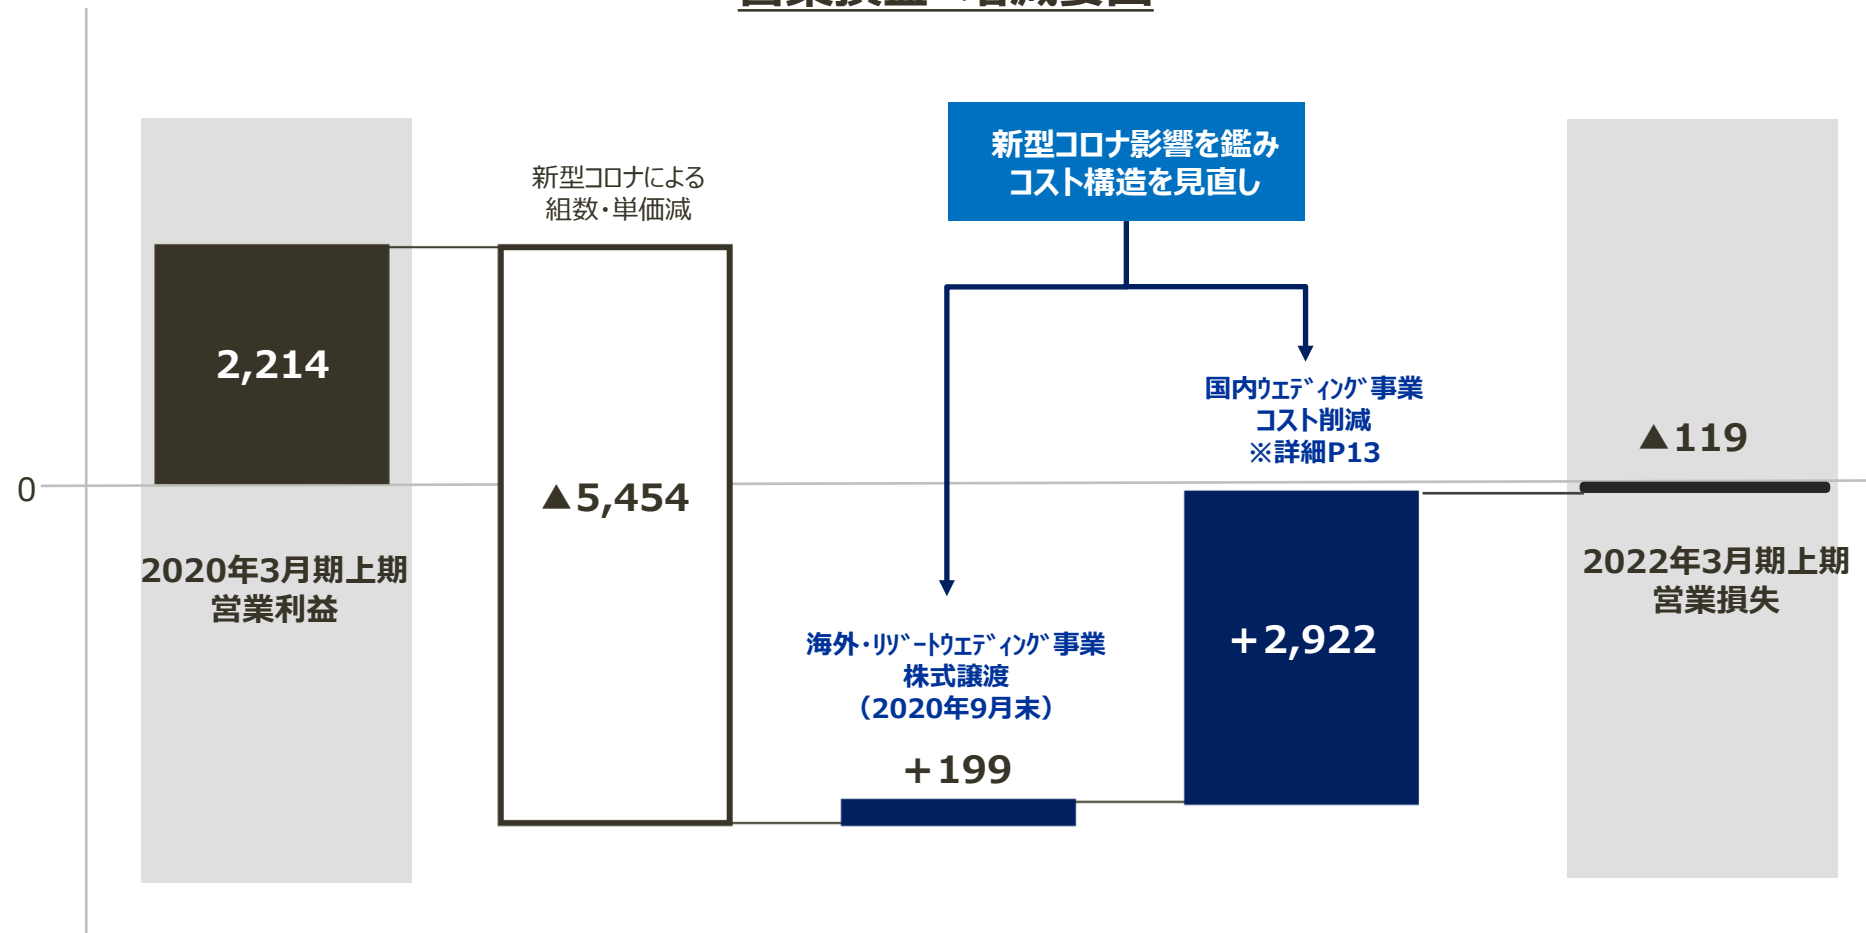 新型コロナ影響を鑑み
コスト構造を見直し
新型コロナによる
組数・単価減
2,214
国内ｳｴﾃﾞｨﾝｸﾞ事業
コスト削減
※詳細P13
▲119
0
▲5,454
2020年3月期上期
営業利益
2022年3月期上期
営業損失
海外・ﾘｿﾞｰﾄｳｴﾃﾞｨﾝｸﾞ事業
株式譲渡
（2020年9月末）
＋2,922
＋199